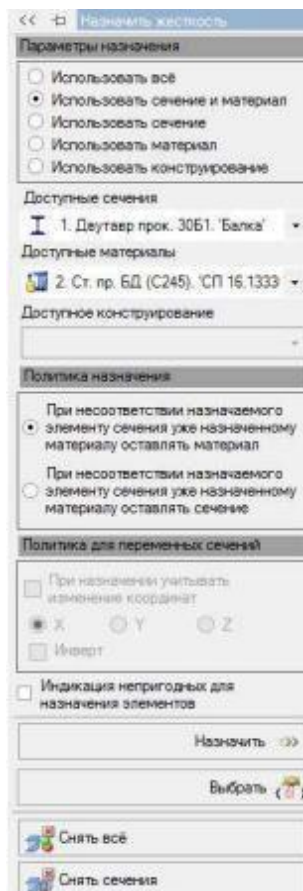 << Назначить жесткость
Параметры назначения
Использовать всё
Использовать сечение и материал
Использовать сечение
Использовать материал
Использовать конструирование
Доступные сечения
1. Двутавр прок. 30Б1. 'Балка'
Доступные материалы
2. Ст. пр. БД (С245). 'СП 16.1333
Доступное конструирование
Политика назначения
При несоответствии назначаемого
элементу сечения уже назначенному
материалу оставлять материал
При несоответствии назначаемого
элементу сечения уже назначенному
материалу оставлять сечение
Политика для переменных сечений
При назначении учитывать
изменение координат
X Y Z
Инверт
Индикация непригодных для
назначения элементов
Назначить
Выбрать
Снять всё
Снять сечения